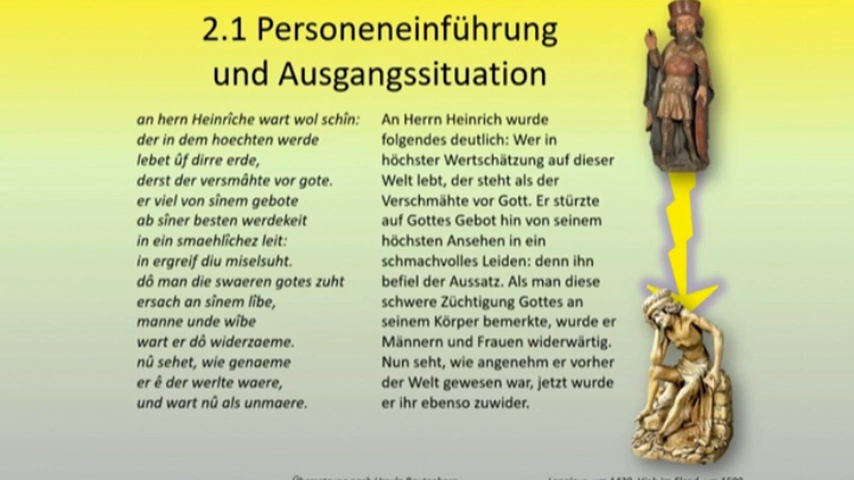 2.1 Personeneinführung
und Ausgangssituation
an hern Heinrîche wart wol schîn:
der in dem hoechten werde
lebet ûf dirre erde,
derst der versmâhte vor gote.
er viel von sînem gebote
ab sîner besten werdekeit
in ein smaehlîchez leit:
in ergreif diu miselsuht.
dô man die swaeren gotes zuht
ersach an sînem lîbe,
manne unde wîbe
wart er dô widerzaeme.
nû sehet, wie genaeme
er ê der werlte waere,
und wart nû als unmaere.
An Herrn Heinrich wurde
folgendes deutlich: Wer in
höchster Wertschätzung auf dieser
Welt lebt, der steht als der
Verschmähte vor Gott. Er stürzte
auf Gottes Gebot hin von seinem
höchsten Ansehen in ein
schmachvolles Leiden: denn ihn
befiel der Aussatz. Als man diese
schwere Züchtigung Gottes an
seinem Körper bemerkte, wurde er
Männern und Frauen widerwärtig.
Nun seht, wie angenehm er vorher
der Welt gewesen war, jetzt wurde
er ihr ebenso zuwider.